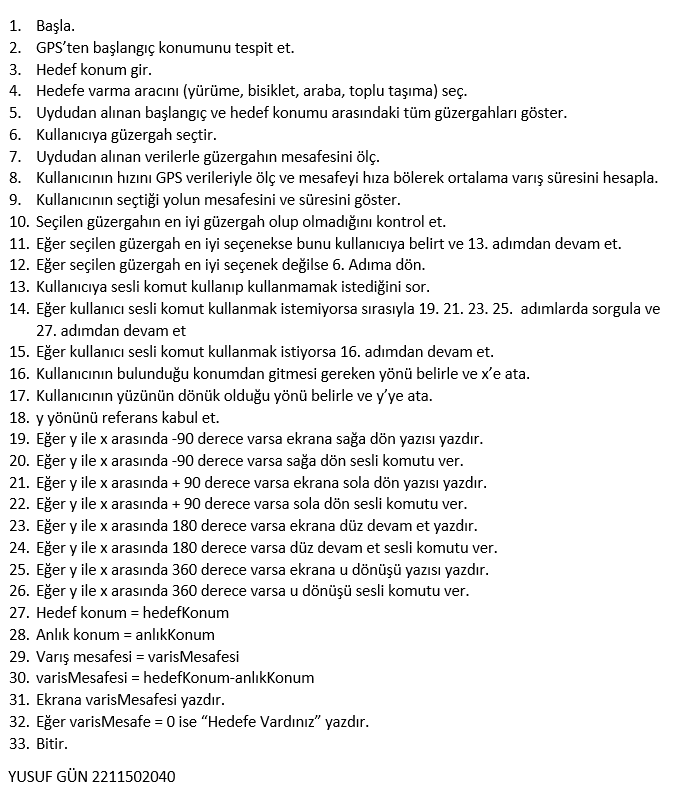 1. Başla.
2. GPS’ten başlangıç konumunu tespit et.
3. Hedef konum gir.
4. Hedefe varma aracını (yürüme, bisiklet, araba, toplu taşıma) seç.
5. Uydudan alınan başlangıç ve hedef konumu arasındaki tüm güzergahları göster.
6. Kullanıcıya güzergah seçtir.
7. Uydudan alınan verilerle güzergahın mesafesini ölç.
8. Kullanıcının hızını GPS verileriyle ölç ve mesafeyi hıza bölerek ortalama varış süresini hesapla.
9. Kullanıcının seçtiği yolun mesafesini ve süresini göster.
10. Seçilen güzergahın en iyi güzergah olup olmadığını kontrol et.
11. Eğer seçilen güzergah en iyi seçenekse bunu kullanıcıya belirt ve 13. adımdan devam et.
12. Eğer seçilen güzergah en iyi seçenek değilse 6. Adıma dön.
13. Kullanıcıya sesli komut kullanıp kullanmamak istediğini sor.
14. Eğer kullanıcı sesli komut kullanmak istemiyorsa sırasıyla 19. 21. 23. 25. adımlarda sorgula ve
27. adımdan devam et
15. Eğer kullanıcı sesli komut kullanmak istiyorsa 16. adımdan devam et.
16. Kullanıcının bulunduğu konumdan gitmesi gereken yönü belirle ve x’e ata.
17. Kullanıcının yüzünün dönük olduğu yönü belirle ve y’ye ata.
18. y yönünü referans kabul et.
19. Eğer y ile x arasında -90 derece varsa ekrana sağa dön yazısı yazdır.
20. Eğer y ile x arasında -90 derece varsa sağa dön sesli komutu ver.
21. Eğer y ile x arasında + 90 derece varsa ekrana sola dön yazısı yazdır.
22. Eğer y ile x arasında + 90 derece varsa sola dön sesli komutu ver.
23. Eğer y ile x arasında 180 derece varsa ekrana düz devam et yazdır.
24. Eğer y ile x arasında 180 derece varsa düz devam et sesli komutu ver.
25. Eğer y ile x arasında 360 derece varsa ekrana u dönüşü yazısı yazdır.
26. Eğer y ile x arasında 360 derece varsa u dönüşü sesli komutu ver.
27. Hedef konum = hedefKonum
28. Anlık konum = anlıkKonum
29. Varış mesafesi = varisMesafesi
30. varisMesafesi = hedefKonum-anlıkKonum
31. Ekrana varisMesafesi yazdır.
32. Eğer varisMesafe = 0 ise “Hedefe Vardınız” yazdır.
33. Bitir.
YUSUF GÜN 2211502040